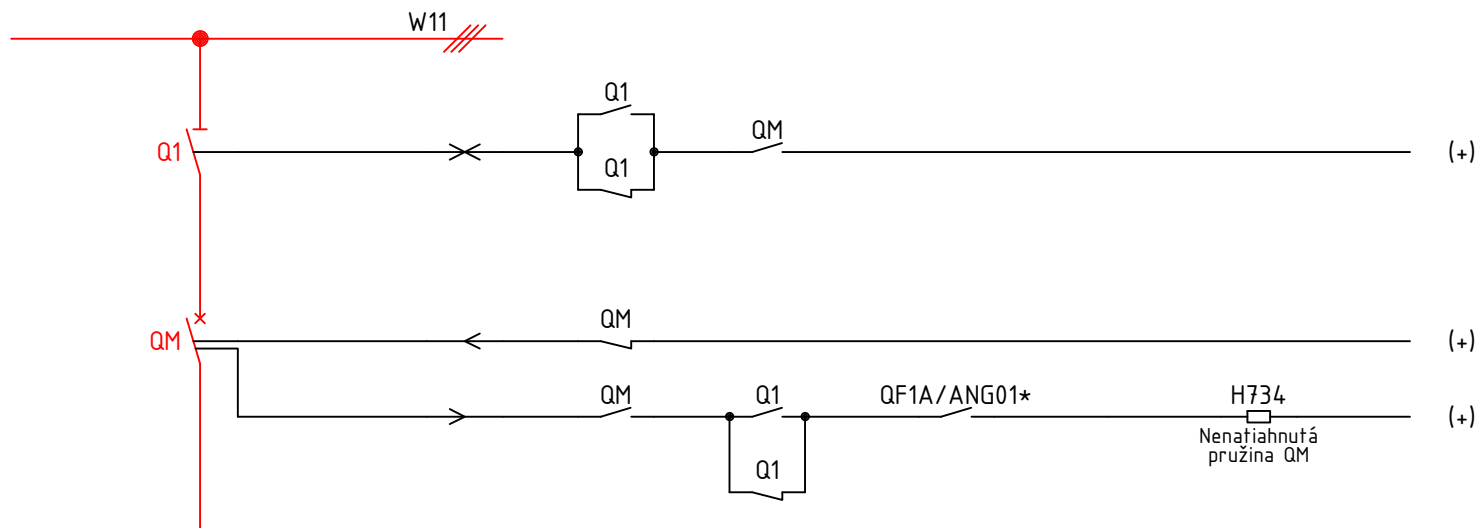 W11
Q1
Q1 QM (+)
Q1
QM
QM (+)
QM Q1 QF1A/ANG01* H734 (+)
Nenatiahnutá
pružina QM
Q1